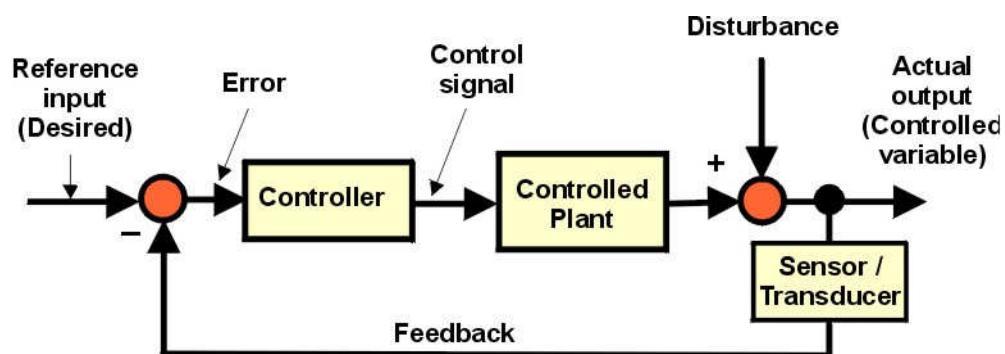 Disturbance
Reference
input
(Desired)
Error
Control
signal
Actual
output
(Controlled
variable)
+
Controller
Controlled
Plant
−
Sensor /
Transducer
Feedback